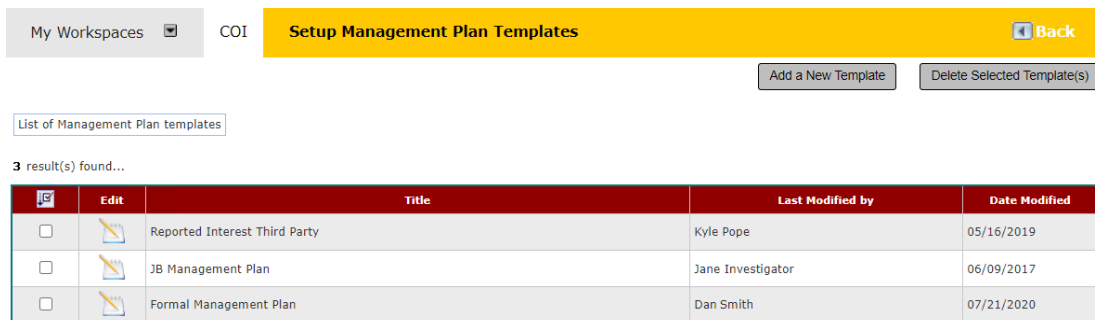 My Workspaces COI Setup Management Plan Templates Back
Add a New Template Delete Selected Template(s)
List of Management Plan templates
3 result(s) found...
Edit Title Last Modified by Date Modified
Reported Interest Third Party Kyle Pope 05/16/2019
JB Management Plan Jane Investigator 06/09/2017
Formal Management Plan Dan Smith 07/21/2020